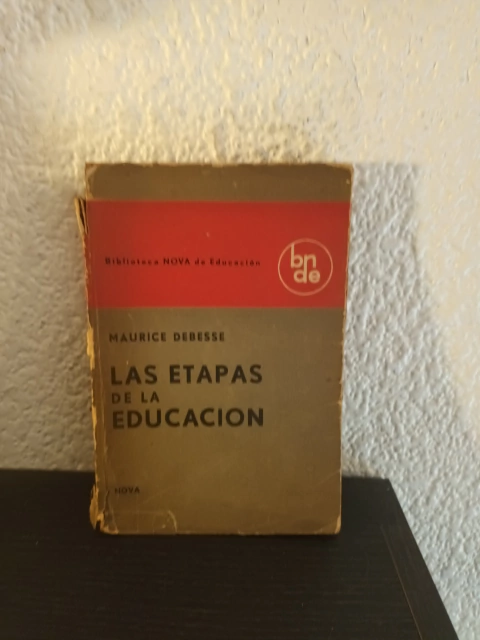 Biblioteca NOVA de Educación
bn
de
MAURICE DEBESSE
LAS ETAPAS
DE LA
EDUCACION
NOVA